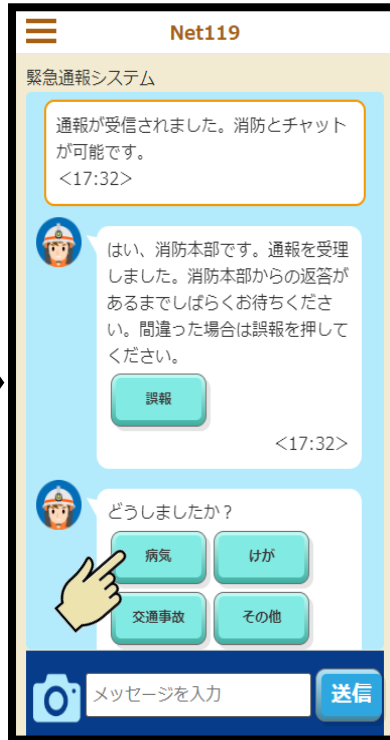 Net119
緊急通報システム
通報が受信されました。消防とチャット
が可能です。
<17:32>
はい、消防本部です。通報を受理
しました。消防本部からの返答が
あるまでしばらくお待ちくださ
い。間違った場合は誤報を押して
ください。
誤報
<17:32>
どうしましたか？
病気 けが
交通事故 その他
メッセージを入力 送信